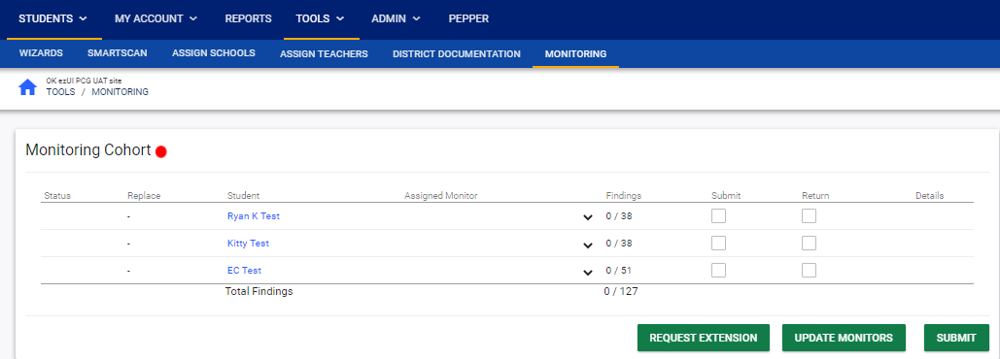 STUDENTS MY ACCOUNT REPORTS TOOLS ADMIN PEPPER
WIZARDS SMARTSCAN ASSIGN SCHOOLS ASSIGN TEACHERS DISTRICT DOCUMENTATION MONITORING
OK ezUI PCG UAT site
TOOLS / MONITORING
Monitoring Cohort
Status Replace Student Assigned Monitor Findings Submit Return Details
- Ryan K Test 0 / 38
- Kitty Test 0 / 38
- EC Test 0 / 51
Total Findings 0 / 127
REQUEST EXTENSION UPDATE MONITORS SUBMIT